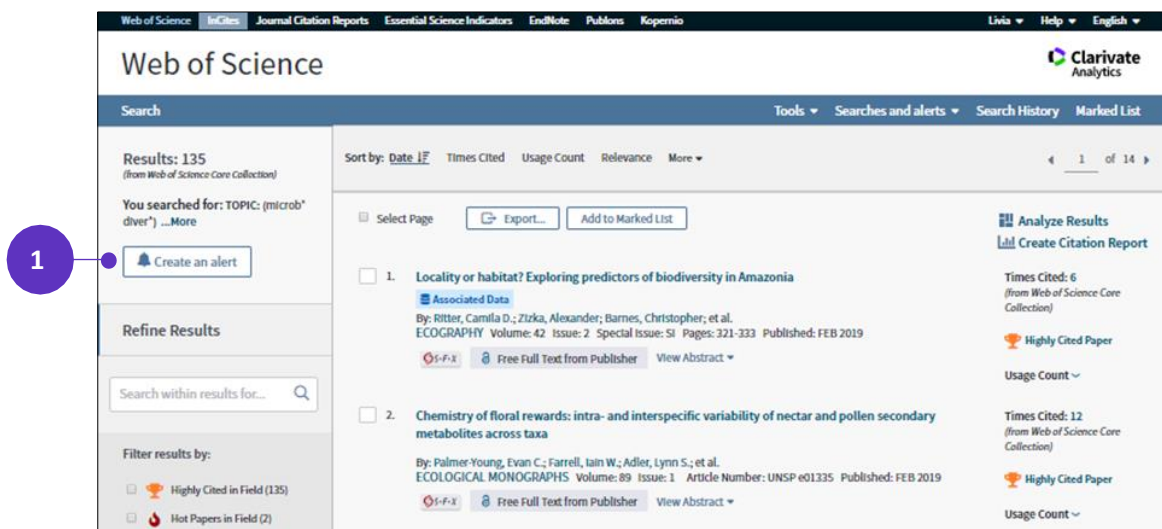 Web of Science InCites Journal Citation Reports Essential Science Indicators EndNote Publons Kopernio Livia Help English
Web of Science
Clarivate
Analytics
Search Tools Searches and alerts Search History Marked List
Results: 135
(from Web of Science Core Collection)
You searched for: TOPIC: (microb*
diver*) ...More
1
Create an alert
Refine Results
Search within results for...
Filter results by:
Highly Cited in Field (135)
Hot Papers in Field (2)
Sort by: Date Times Cited Usage Count Relevance More
1 of 14
Select Page Export... Add to Marked List
Analyze Results
Create Citation Report
1. Locality or habitat? Exploring predictors of biodiversity in Amazonia
Associated Data
By: Ritter, Camila D.; Zizka, Alexander; Barnes, Christopher; et al.
ECOGRAPHY Volume: 42 Issue: 2 Special Issue: SI Pages: 321-333 Published: FEB 2019
S-F-X Free Full Text from Publisher View Abstract
Times Cited: 6
(from Web of Science Core
Collection)
Highly Cited Paper
Usage Count
2. Chemistry of floral rewards: intra- and interspecific variability of nectar and pollen secondary
metabolites across taxa
By: Palmer-Young, Evan C.; Farrell, Iain W.; Adler, Lynn S.; et al.
ECOLOGICAL MONOGRAPHS Volume: 89 Issue: 1 Article Number: UNSP e01335 Published: FEB 2019
S-F-X Free Full Text from Publisher View Abstract
Times Cited: 12
(from Web of Science Core
Collection)
Highly Cited Paper
Usage Count